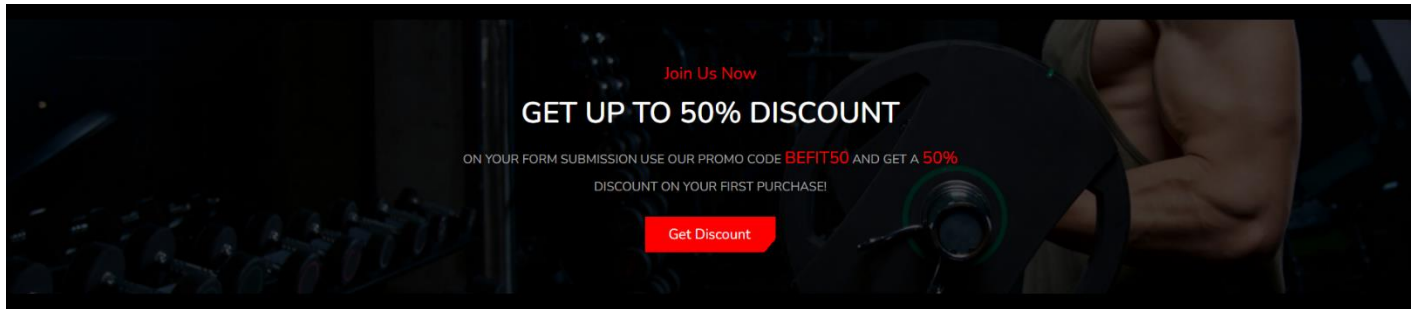 Join Us Now
GET UP TO 50% DISCOUNT
ON YOUR FORM SUBMISSION USE OUR PROMO CODE BEFIT50 AND GET A 50%
DISCOUNT ON YOUR FIRST PURCHASE!
Get Discount